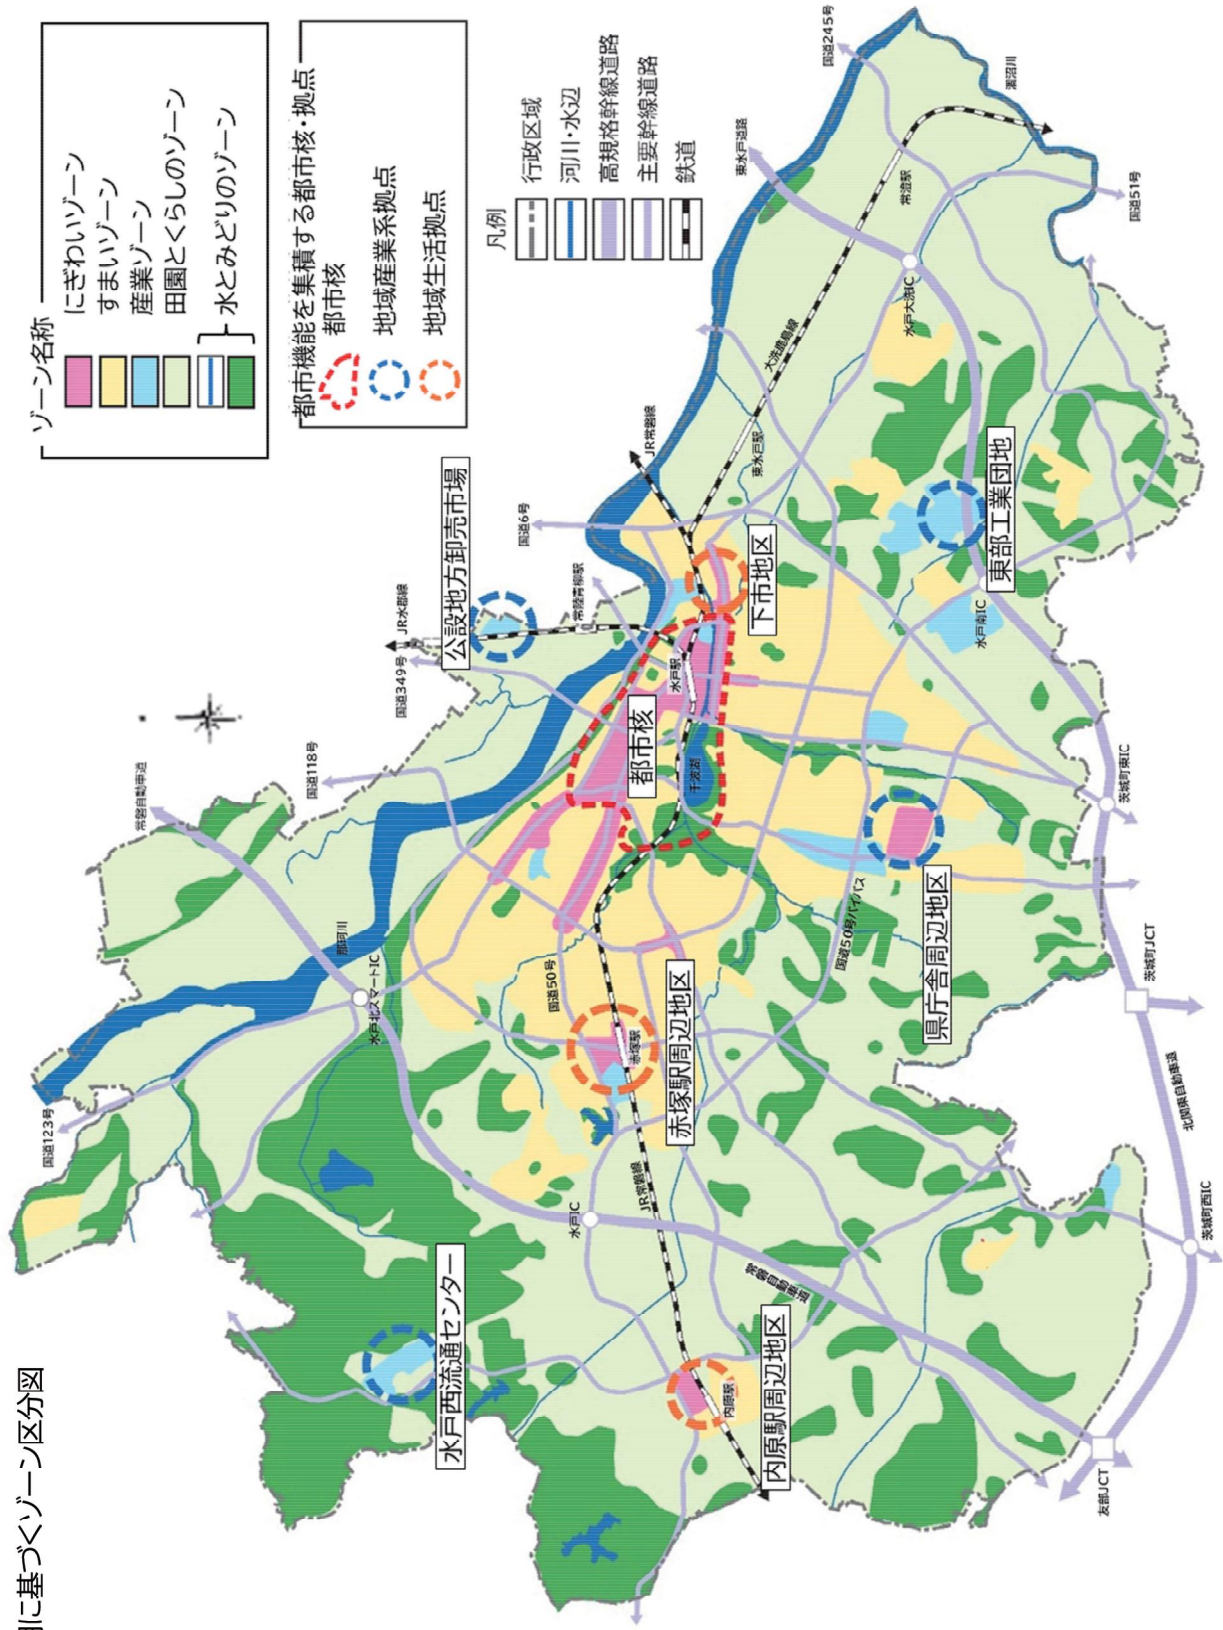 に基づくゾーン区分図
ゾーン名称
にぎわいゾーン
すまいゾーン
産業ゾーン
田園とくらしのゾーン
水とみどりのゾーン
都市機能を集積する都市核・拠点
都市核
地域産業系拠点
地域生活拠点
凡例
行政区域
河川・水辺
高規格幹線道路
主要幹線道路
鉄道
国道123号
水戸西流通センター
那珂川
水戸北スマートIC
常磐自動車道
国道118号
国道349号
JR水郡線
公設地方卸売市場
常陸青柳駅
国道6号
JR常磐線
東水戸道路
国道245号
涸沼川
国道51号
常澄駅
水戸大洗IC
大洗鹿島線
東水戸駅
下市地区
東部工業団地
水戸南IC
水戸駅
都市核
千波湖
国道50号
赤塚駅
赤塚駅周辺地区
国道50号バイパス
県庁舎周辺地区
茨城町東IC
茨城町JCT
北関東自動車道
茨城町西IC
水戸IC
JR常磐線
常磐自動車道
内原駅
内原駅周辺地区
友部JCT